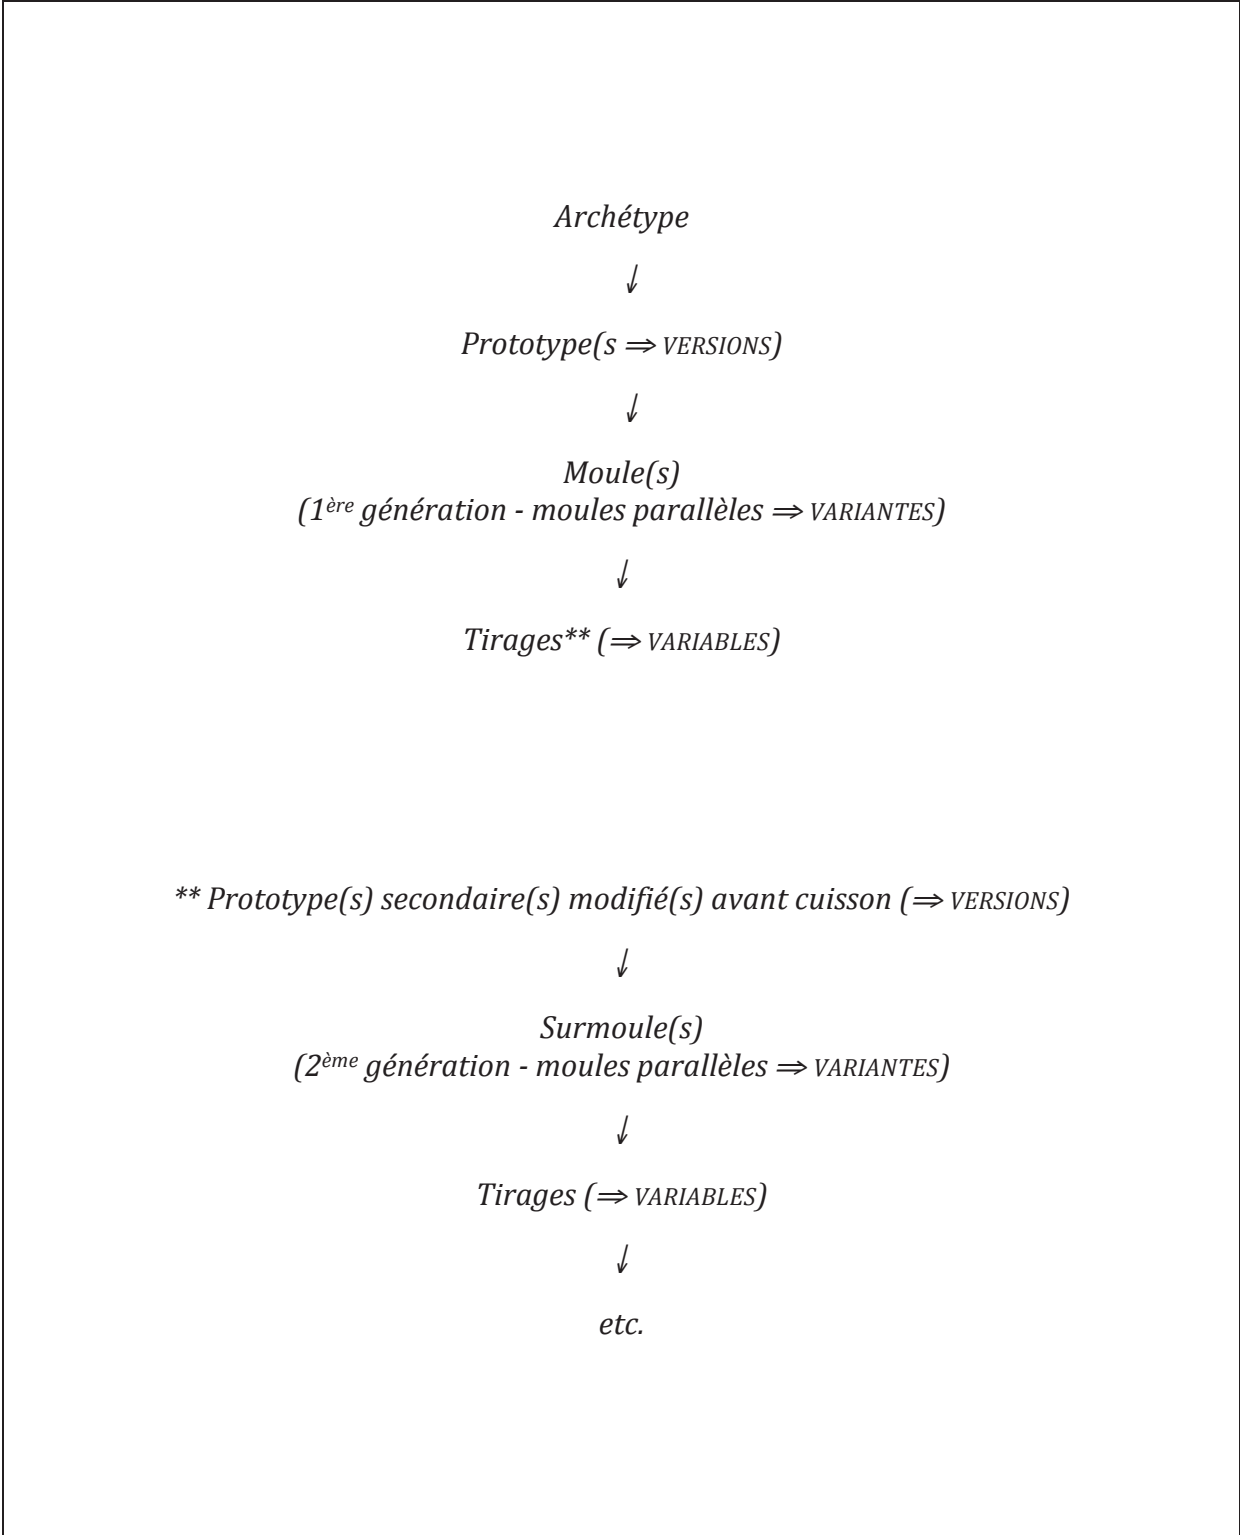 Archétype
↓
Prototype(s ⇒ VERSIONS)
↓
Moule(s)
(1ère génération - moules parallèles ⇒ VARIANTES)
↓
Tirages** (⇒ VARIABLES)
** Prototype(s) secondaire(s) modifié(s) avant cuisson (⇒ VERSIONS)
↓
Surmoule(s)
(2ème génération - moules parallèles ⇒ VARIANTES)
↓
Tirages (⇒ VARIABLES)
↓
etc.